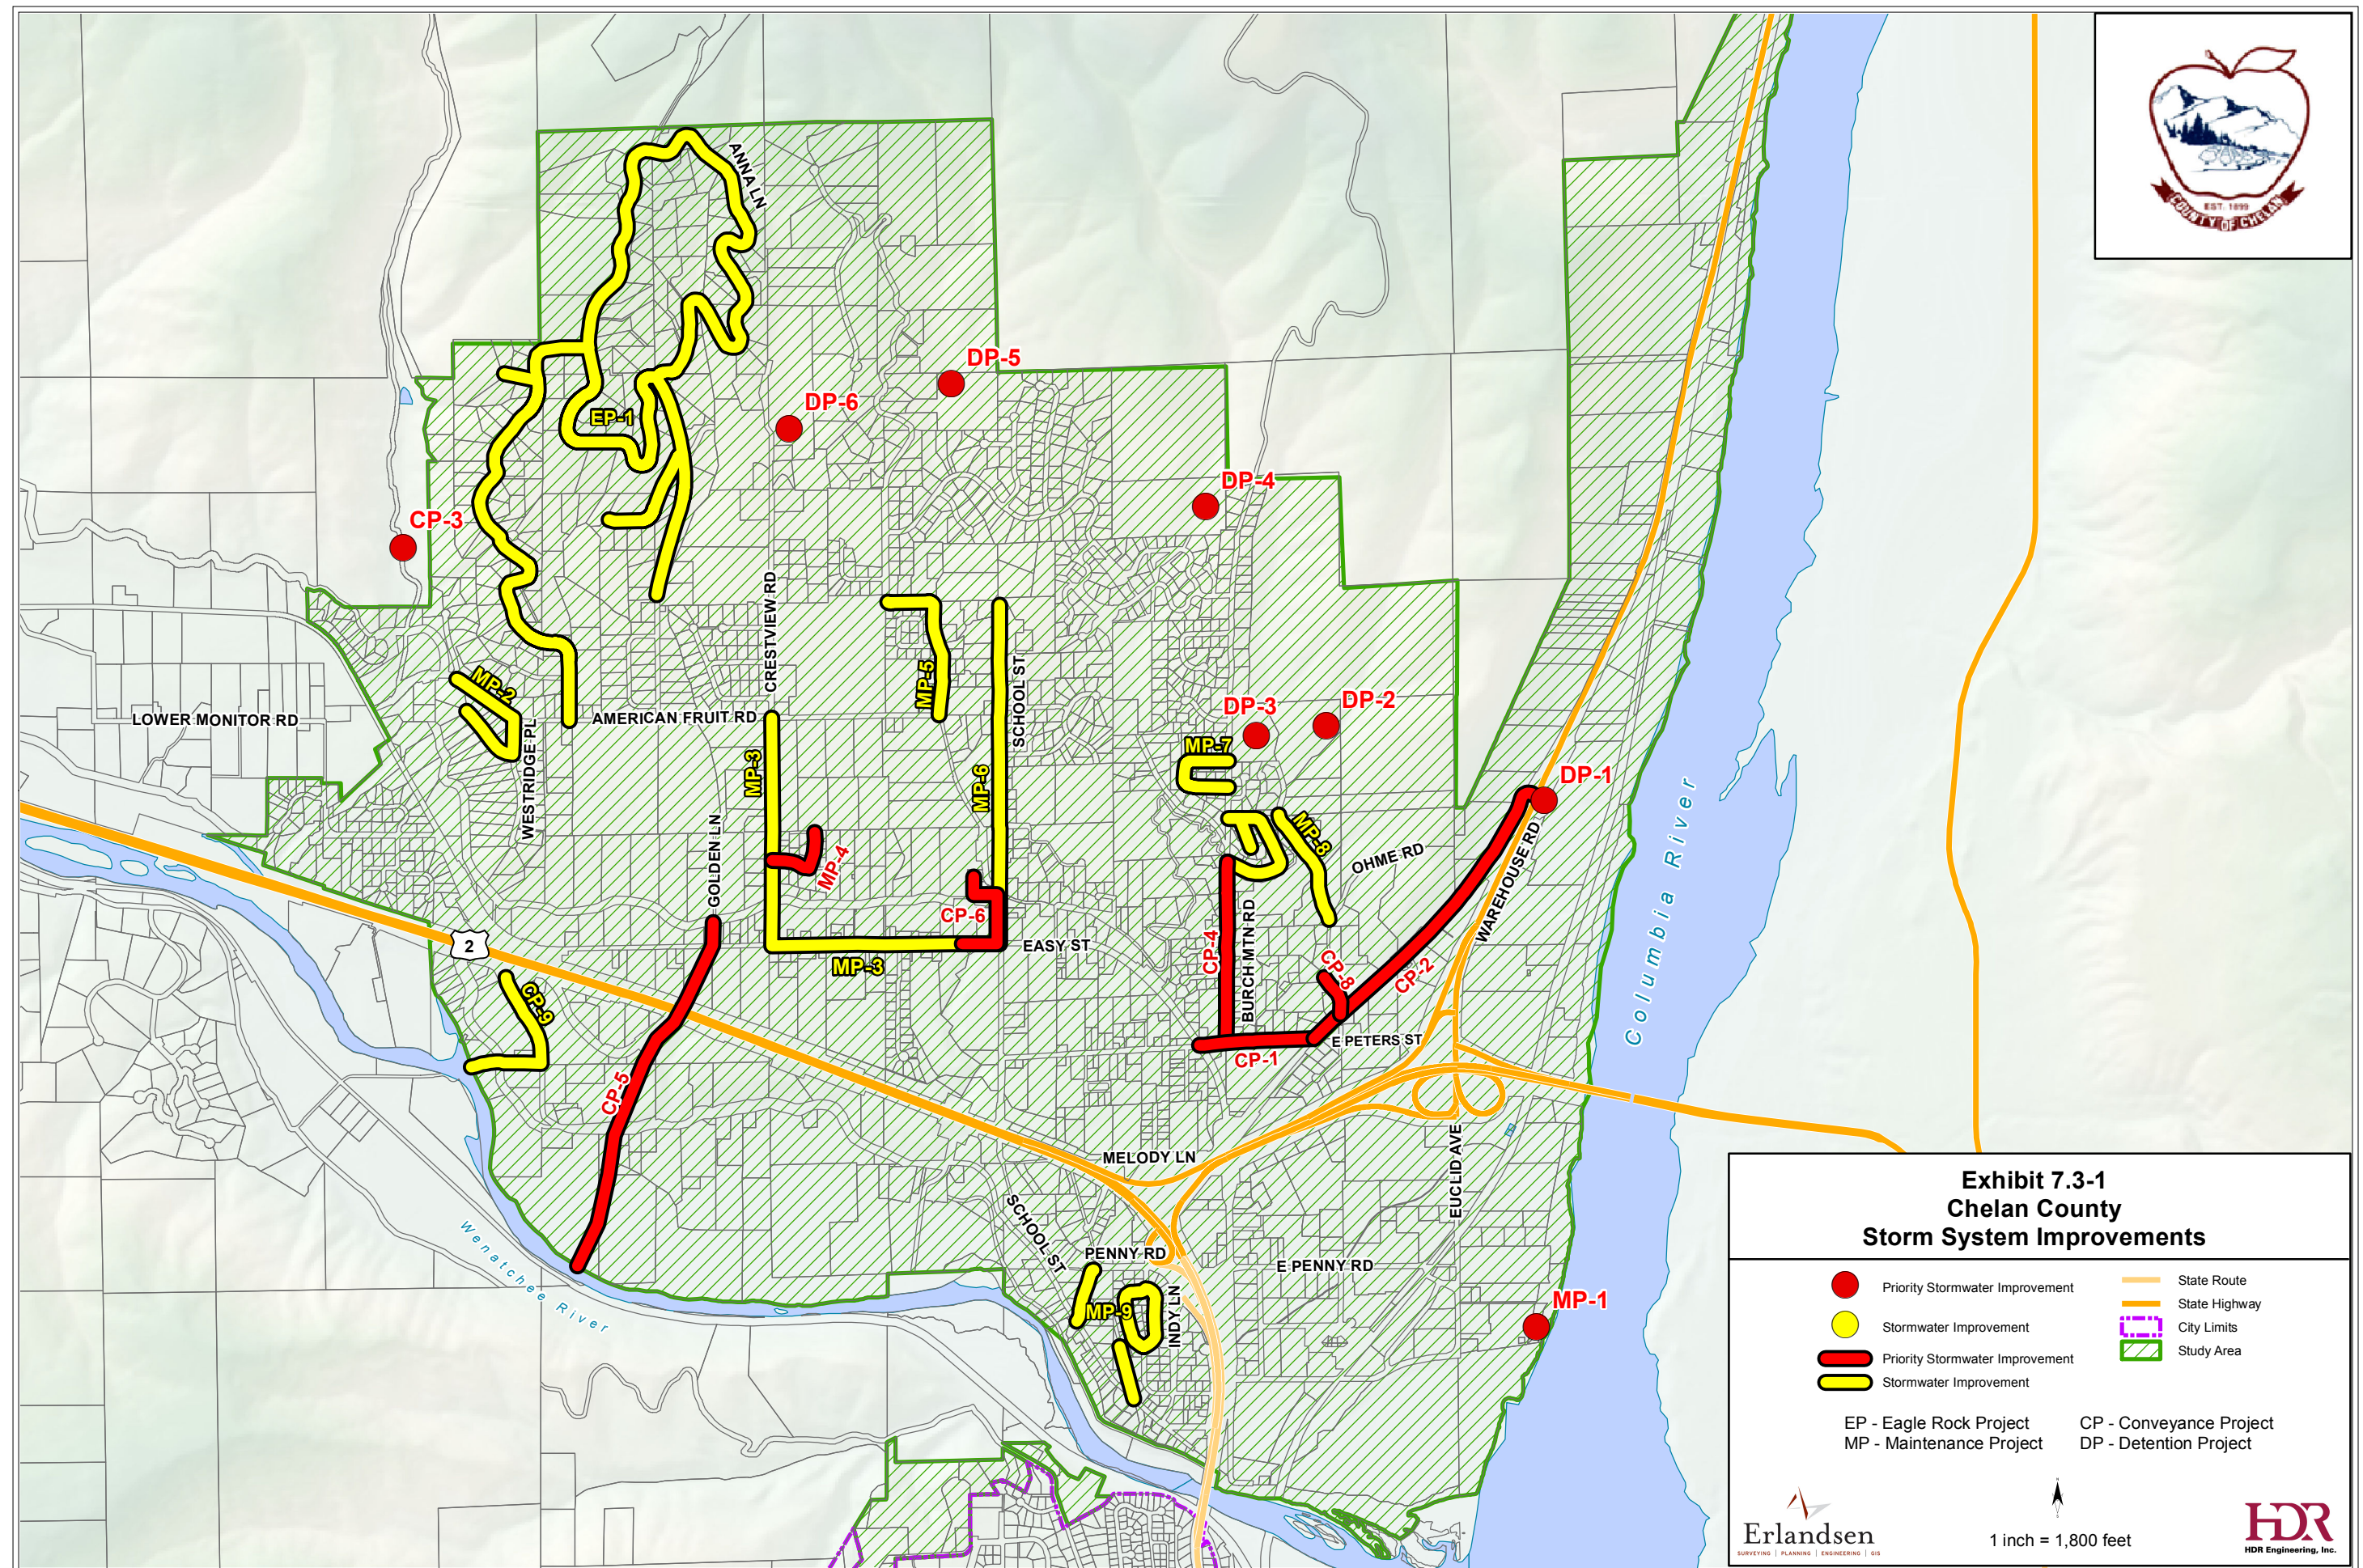 EST. 1899
COUNTY OF CHELAN
ANNA LN
DP-5
DP-6
EP-1
DP-4
CP-3
CRESTVIEW RD
MP-2
MP-5
SCHOOL ST
DP-3
DP-2
LOWER MONITOR RD
AMERICAN FRUIT RD
WESTRIDGE PL
MP-3
MP-6
MP-7
DP-1
GOLDEN LN
MP-4
MP-8
OHME RD
WAREHOUSE RD
Columbia River
CP-6
2
EASY ST
MP-3
CP-4
BURCH MTN RD
CP-8
CP-2
CP-9
E PETERS ST
CP-1
CP-5
MELODY LN
EUCLID AVE
SCHOOL ST
Wenatchee River
PENNY RD
E PENNY RD
MP-9
INDY LN
MP-1
Exhibit 7.3-1
Chelan County
Storm System Improvements
Priority Stormwater Improvement
Stormwater Improvement
Priority Stormwater Improvement
Stormwater Improvement
State Route
State Highway
City Limits
Study Area
EP - Eagle Rock Project
MP - Maintenance Project
CP - Conveyance Project
DP - Detention Project
Erlandsen
SURVEYING | PLANNING | ENGINEERING | GIS
N
1 inch = 1,800 feet
HDR
HDR Engineering, Inc.